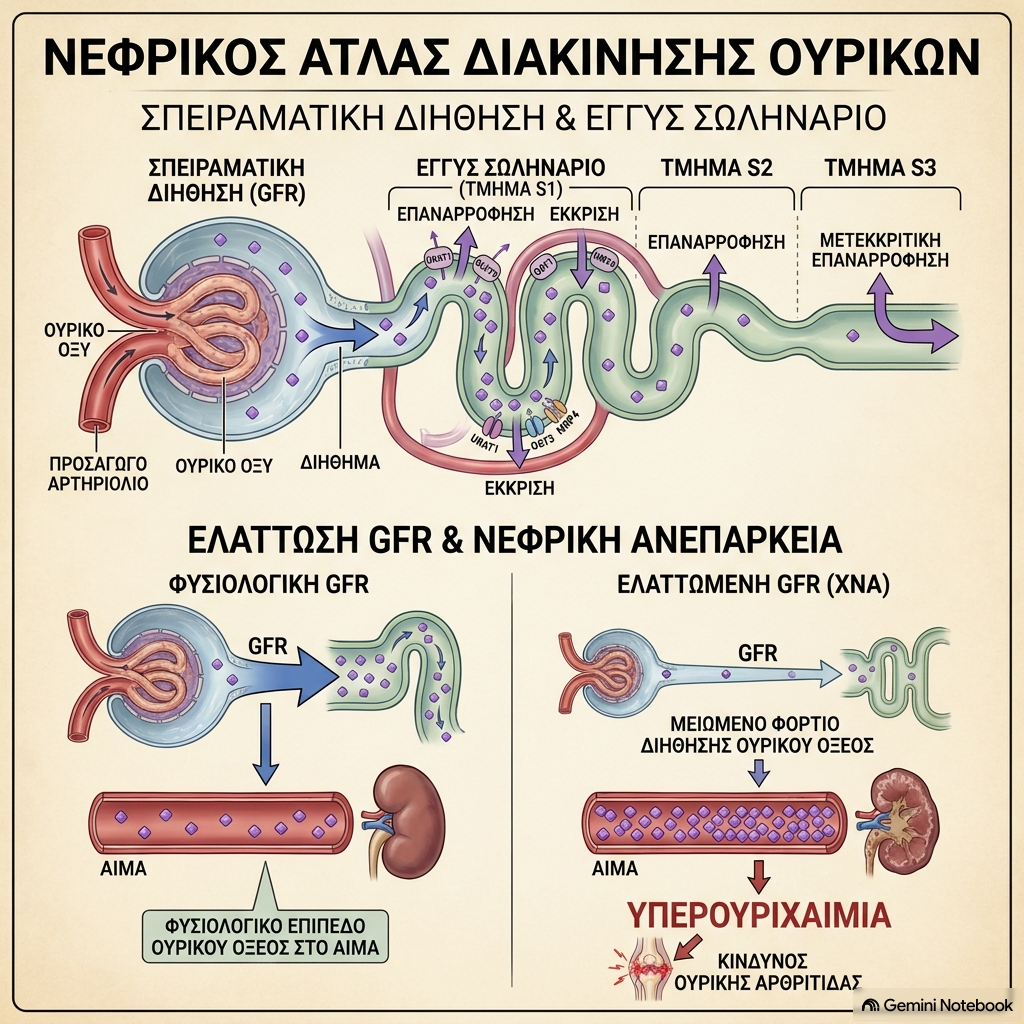 ΝΕΦΡΙΚΟΣ ΑΤΛΑΣ ΔΙΑΚΙΝΗΣΗΣ ΟΥΡΙΚΩΝ
ΣΠΕΙΡΑΜΑΤΙΚΗ ΔΙΗΘΗΣΗ & ΕΓΓΥΣ ΣΩΛΗΝΑΡΙΟ
ΣΠΕΙΡΑΜΑΤΙΚΗ
ΔΙΗΘΗΣΗ (GFR)
ΕΓΓΥΣ ΣΩΛΗΝΑΡΙΟ
(ΤΜΗΜΑ S1)
ΕΠΑΝΑΡΡΟΦΗΣΗ ΕΚΚΡΙΣΗ
ΤΜΗΜΑ S2
ΕΠΑΝΑΡΡΟΦΗΣΗ
ΤΜΗΜΑ S3
ΜΕΤΕΚΚΡΙΤΙΚΗ
ΕΠΑΝΑΡΡΟΦΗΣΗ
ΟΥΡΙΚΟ
ΟΞΥ
ΠΡΟΣΑΓΩΓΟ
ΑΡΤΗΡΙΟΛΙΟ
ΟΥΡΙΚΟ ΟΞΥ
ΔΙΗΘΗΜΑ
URAT1
ΕΚΚΡΙΣΗ
ΕΛΑΤΤΩΣΗ GFR & ΝΕΦΡΙΚΗ ΑΝΕΠΑΡΚΕΙΑ
ΦΥΣΙΟΛΟΓΙΚΗ GFR
GFR
ΑΙΜΑ
ΦΥΣΙΟΛΟΓΙΚΟ ΕΠΙΠΕΔΟ
ΟΥΡΙΚΟΥ ΟΞΕΟΣ ΣΤΟ ΑΙΜΑ
ΕΛΑΤΤΩΜΕΝΗ GFR (ΧΝΑ)
GFR
ΜΕΙΩΜΕΝΟ ΦΟΡΤΙΟ
ΔΙΗΘΗΣΗΣ ΟΥΡΙΚΟΥ ΟΞΕΟΣ
ΑΙΜΑ
ΥΠΕΡΟΥΡΙΧΑΙΜΙΑ
ΚΙΝΔΥΝΟΣ
ΟΥΡΙΚΗΣ ΑΡΘΡΙΤΙΔΑΣ
Gemini Notebook